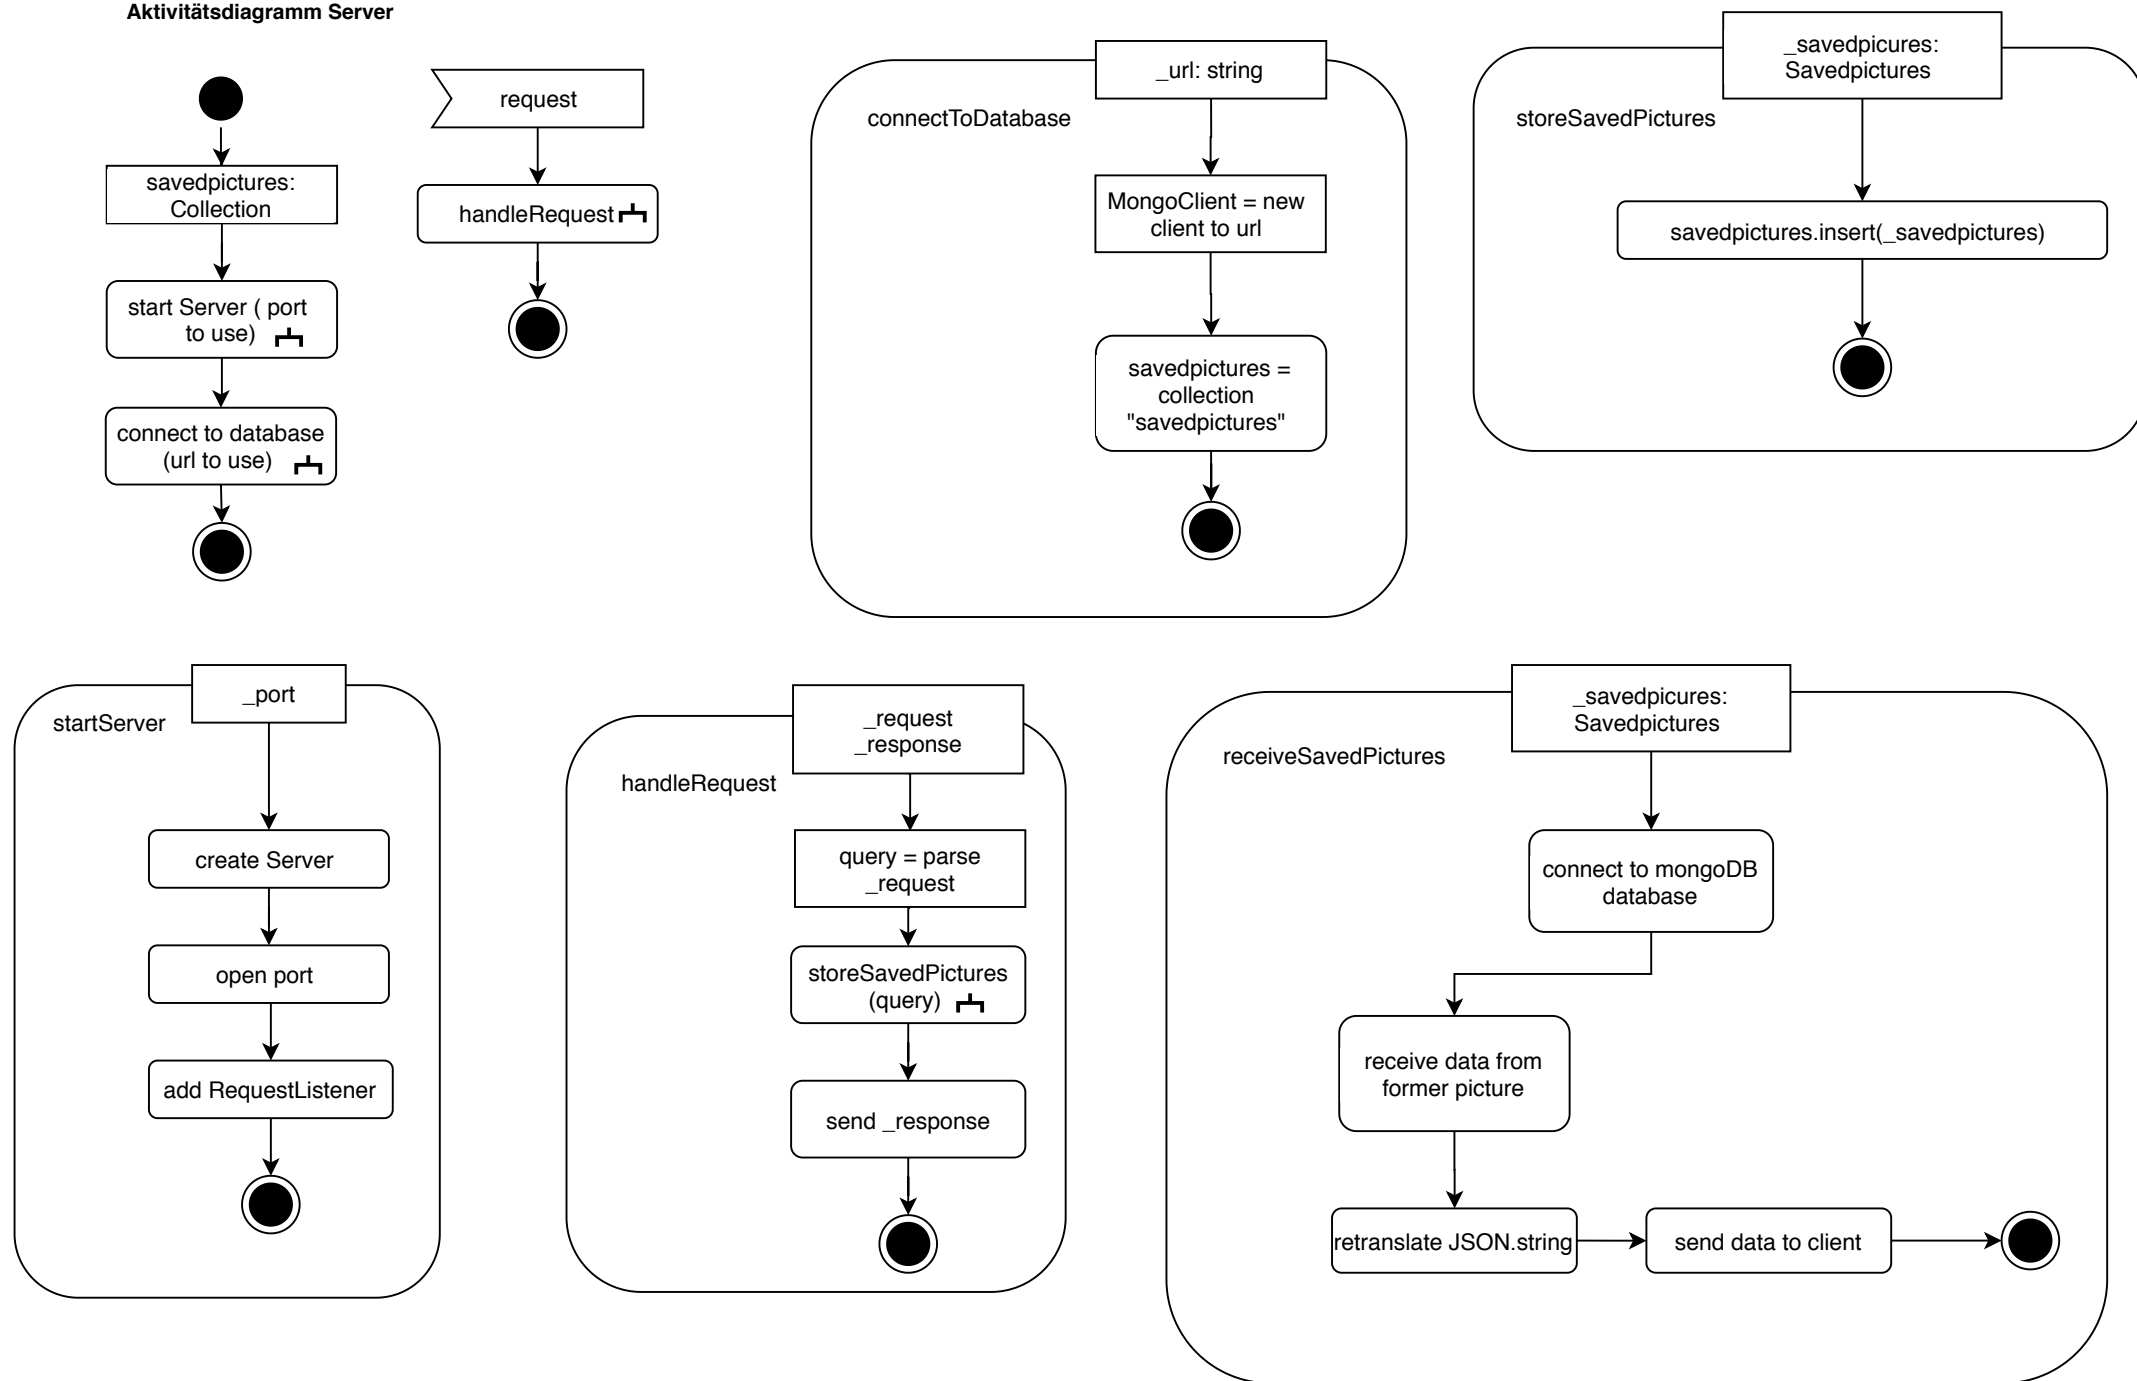 Aktivitätsdiagramm Server
savedpictures:
Collection
start Server ( port
to use)
connect to database
(url to use)
request
handleRequest
_url: string
connectToDatabase
MongoClient = new
client to url
savedpictures =
collection
"savedpictures"
_savedpicures:
Savedpictures
storeSavedPictures
savedpictures.insert(_savedpictures)
_port
startServer
create Server
open port
add RequestListener
_request
_response
handleRequest
query = parse
_request
storeSavedPictures
(query)
send _response
_savedpicures:
Savedpictures
receiveSavedPictures
connect to mongoDB
database
receive data from
former picture
retranslate JSON.string
send data to client